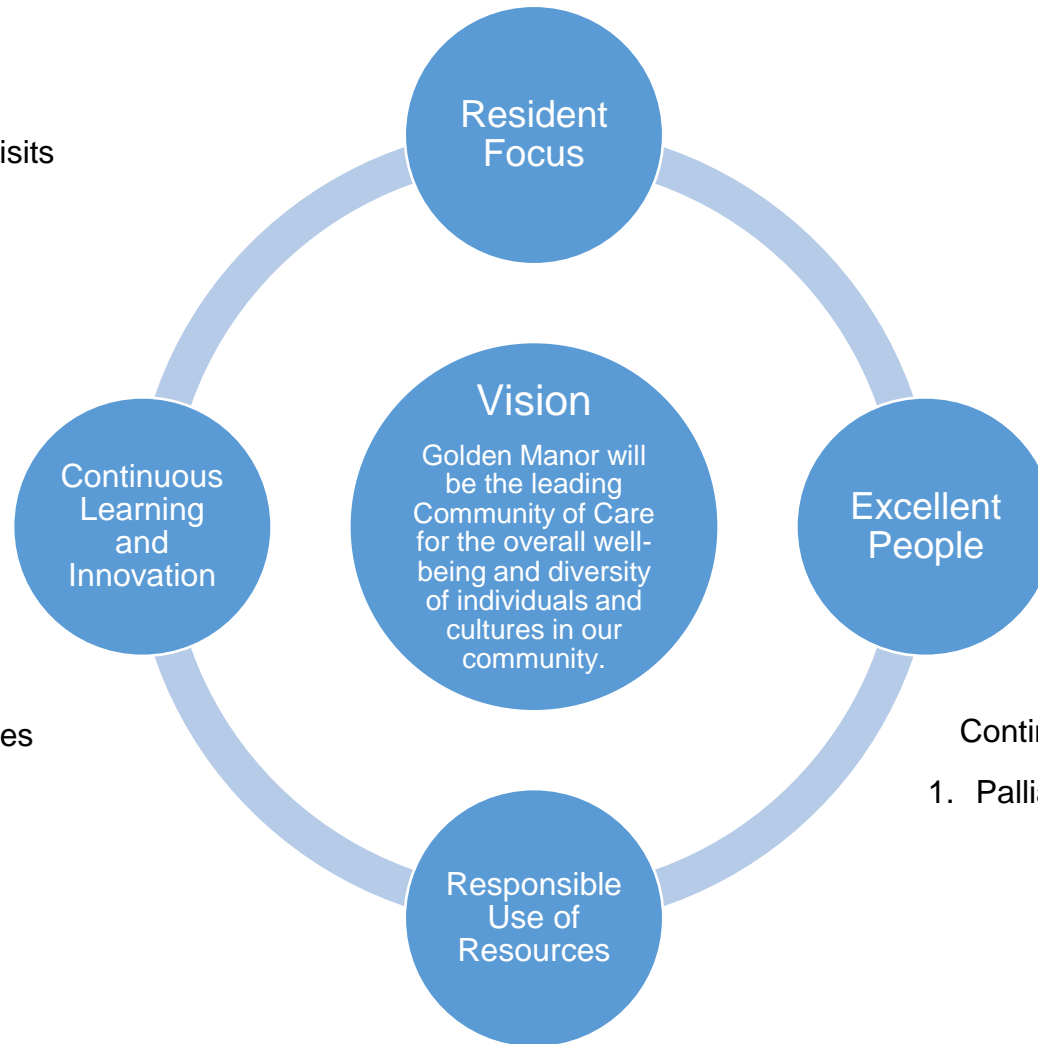 Resident
Focus
isits
Vision
Golden Manor will
be the leading
Community of Care
for the overall well-
being and diversity
of individuals and
cultures in our
community.
Continuous
Learning
and
Innovation
Excellent
People
es
Contin
1. Pallia
Responsible
Use of
Resources